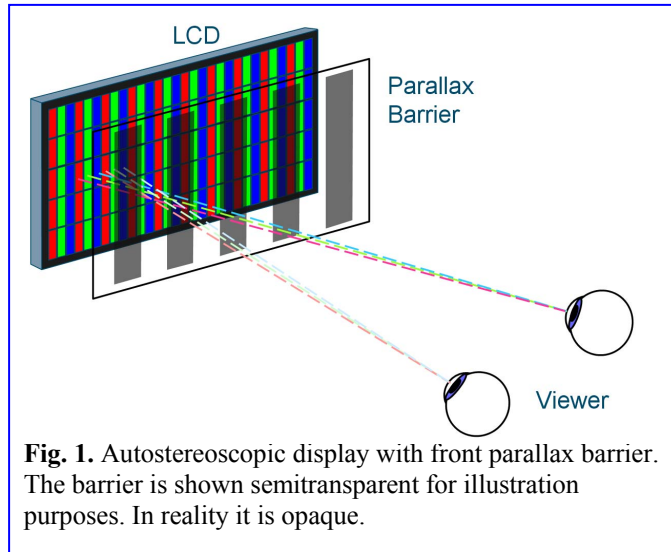 LCD
Parallax
Barrier
Viewer
Fig. 1. Autostereoscopic display with front parallax barrier.
The barrier is shown semitransparent for illustration
purposes. In reality it is opaque.